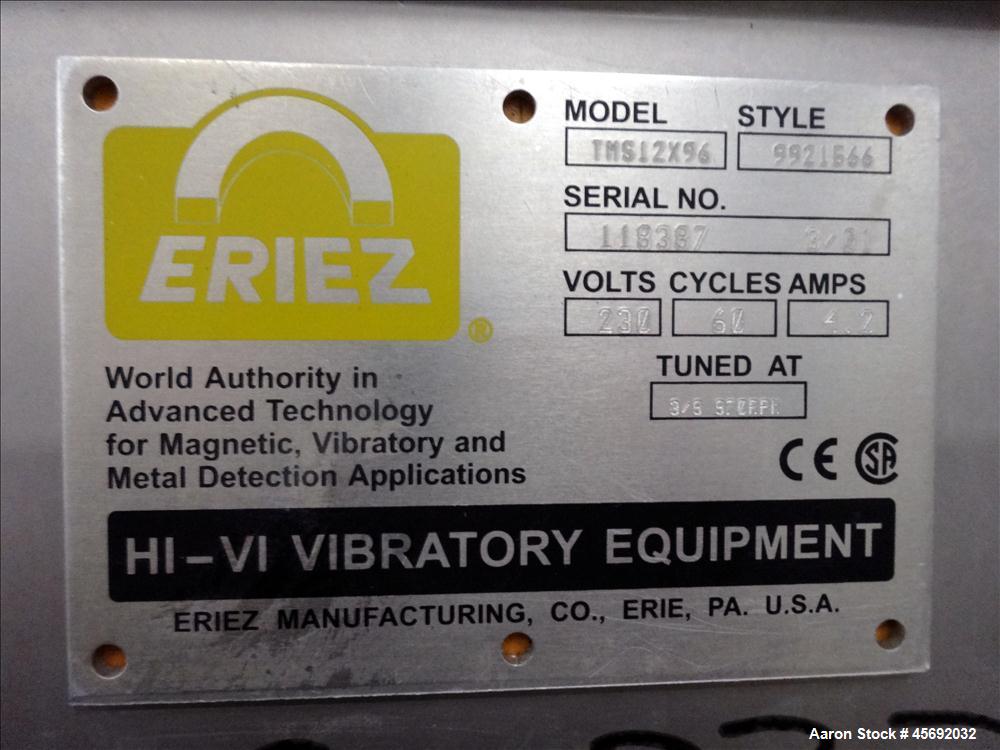 ERIEZ
®
World Authority in
Advanced Technology
for Magnetic, Vibratory and
Metal Detection Applications
MODEL STYLE
TMS12X96 9921566
SERIAL NO.
118387
VOLTS CYCLES AMPS
230 60 4.2
TUNED AT
CE SA
HI-VI VIBRATORY EQUIPMENT
ERIEZ MANUFACTURING, CO., ERIE, PA. U.S.A.
Aaron Stock # 45692032